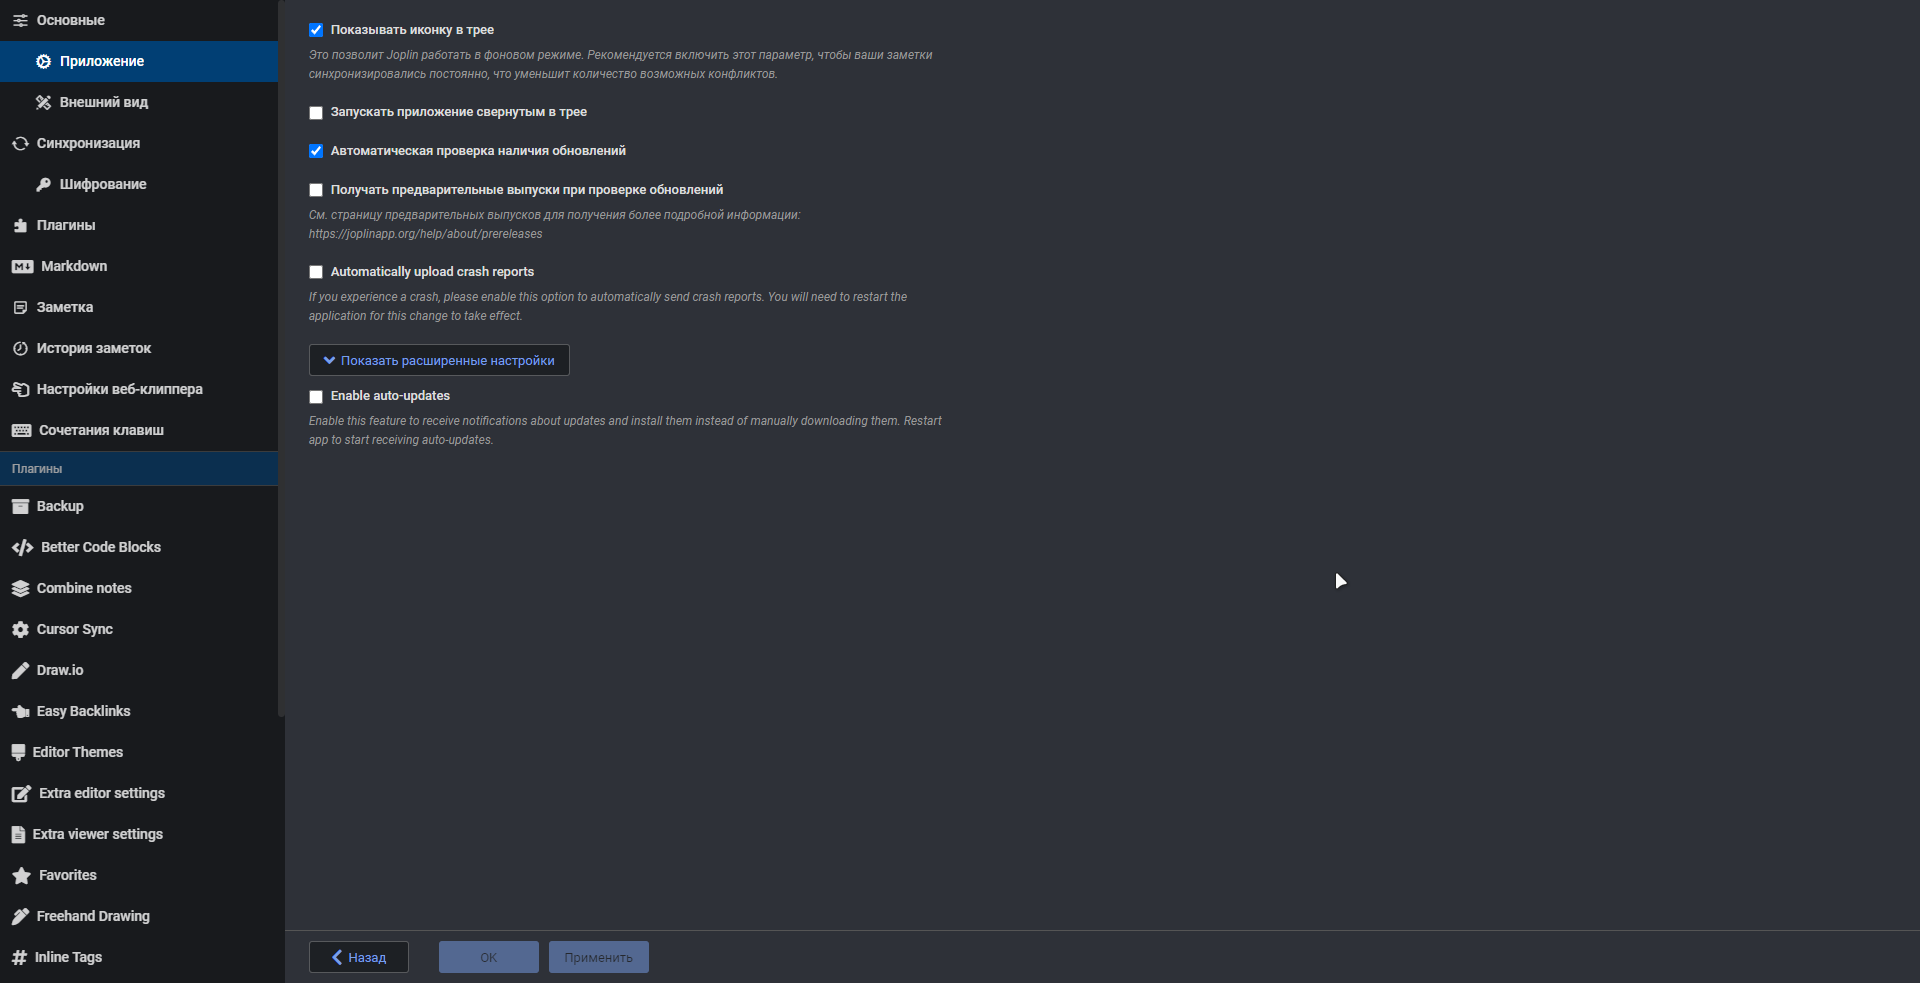 Основные
Приложение
Внешний вид
Синхронизация
Шифрование
Плагины
Markdown
Заметка
История заметок
Настройки веб-клиппера
Сочетания клавиш
Плагины
Backup
Better Code Blocks
Combine notes
Cursor Sync
Draw.io
Easy Backlinks
Editor Themes
Extra editor settings
Extra viewer settings
Favorites
Freehand Drawing
Inline Tags
Показывать иконку в трее
Это позволит Joplin работать в фоновом режиме. Рекомендуется включить этот параметр, чтобы ваши заметки
синхронизировались постоянно, что уменьшит количество возможных конфликтов.
Запускать приложение свернутым в трее
Автоматическая проверка наличия обновлений
Получать предварительные выпуски при проверке обновлений
См. страницу предварительных выпусков для получения более подробной информации:
https://joplinapp.org/help/about/prereleases
Automatically upload crash reports
If you experience a crash, please enable this option to automatically send crash reports. You will need to restart the
application for this change to take effect.
Показать расширенные настройки
Enable auto-updates
Enable this feature to receive notifications about updates and install them instead of manually downloading them. Restart
app to start receiving auto-updates.
Назад
OK
Применить